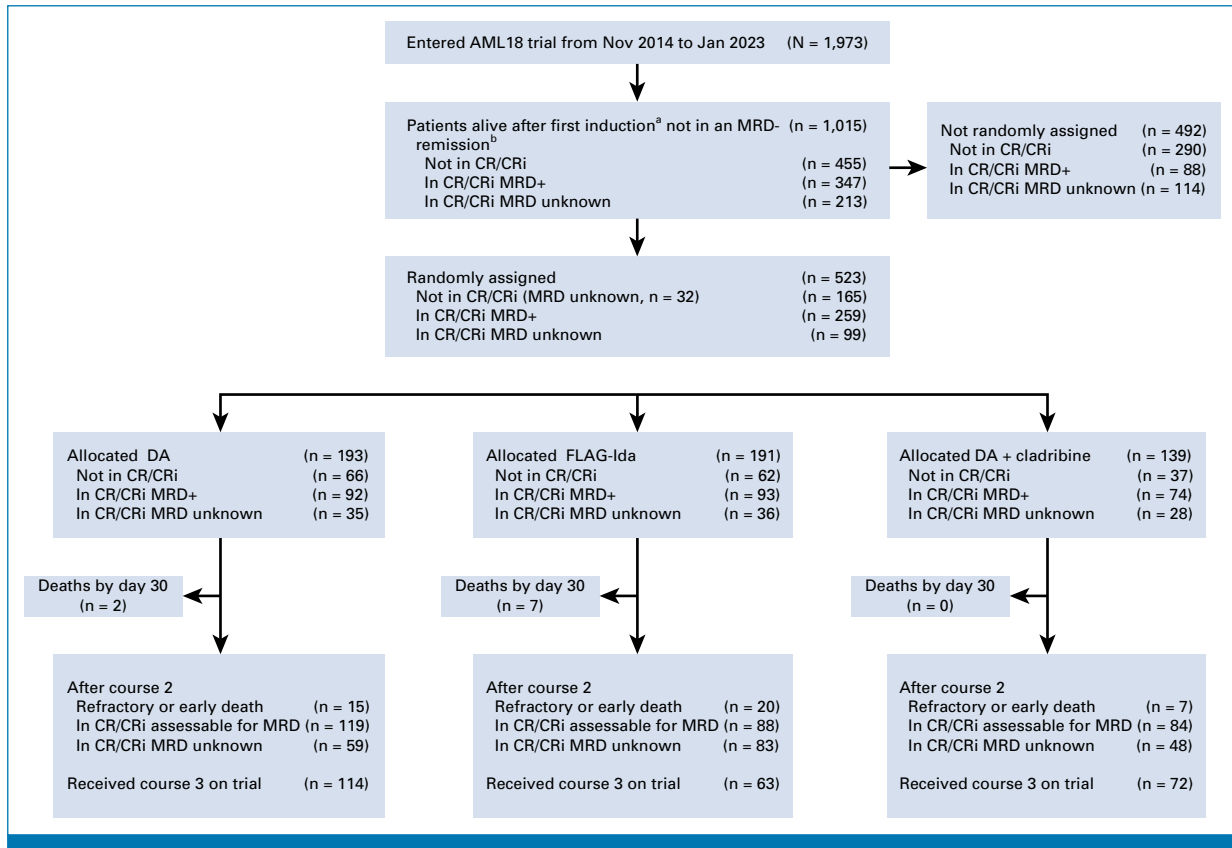 Entered AML18 trial from Nov 2014 to Jan 2023 (N = 1,973)
Patients alive after first inductionᵃ not in an MRD- (n = 1,015)
remissionᵇ
Not in CR/CRi (n = 455)
In CR/CRi MRD+ (n = 347)
In CR/CRi MRD unknown (n = 213)
Not randomly assigned (n = 492)
Not in CR/CRi (n = 290)
In CR/CRi MRD+ (n = 88)
In CR/CRi MRD unknown (n = 114)
Randomly assigned (n = 523)
Not in CR/CRi (MRD unknown, n = 32) (n = 165)
In CR/CRi MRD+ (n = 259)
In CR/CRi MRD unknown (n = 99)
Allocated DA (n = 193)
Not in CR/CRi (n = 66)
In CR/CRi MRD+ (n = 92)
In CR/CRi MRD unknown (n = 35)
Allocated FLAG-Ida (n = 191)
Not in CR/CRi (n = 62)
In CR/CRi MRD+ (n = 93)
In CR/CRi MRD unknown (n = 36)
Allocated DA + cladribine (n = 139)
Not in CR/CRi (n = 37)
In CR/CRi MRD+ (n = 74)
In CR/CRi MRD unknown (n = 28)
Deaths by day 30
(n = 2)
Deaths by day 30
(n = 7)
Deaths by day 30
(n = 0)
After course 2
Refractory or early death (n = 15)
In CR/CRi assessable for MRD (n = 119)
In CR/CRi MRD unknown (n = 59)
Received course 3 on trial (n = 114)
After course 2
Refractory or early death (n = 20)
In CR/CRi assessable for MRD (n = 88)
In CR/CRi MRD unknown (n = 83)
Received course 3 on trial (n = 63)
After course 2
Refractory or early death (n = 7)
In CR/CRi assessable for MRD (n = 84)
In CR/CRi MRD unknown (n = 48)
Received course 3 on trial (n = 72)